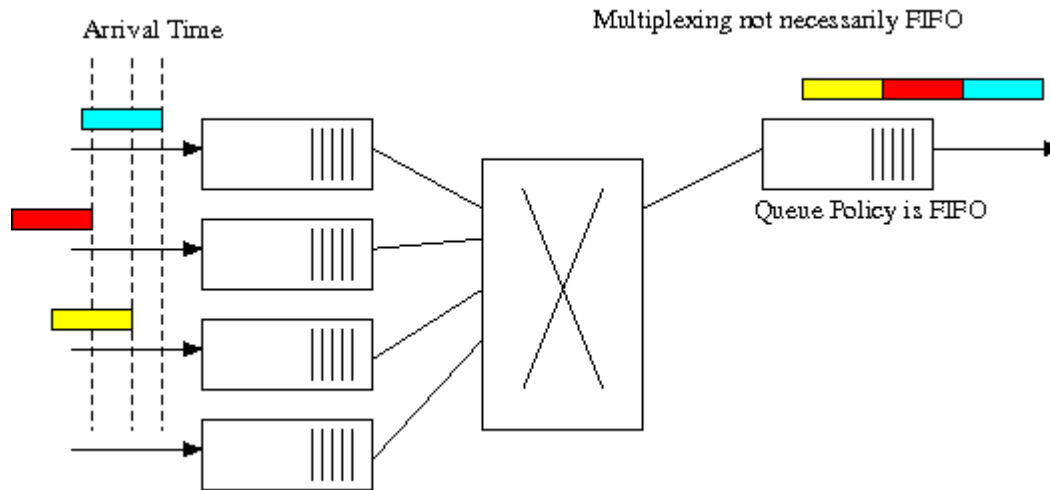 Multiplexing not necessarily FIFO
Arrival Time
Queue Policy is FIFO